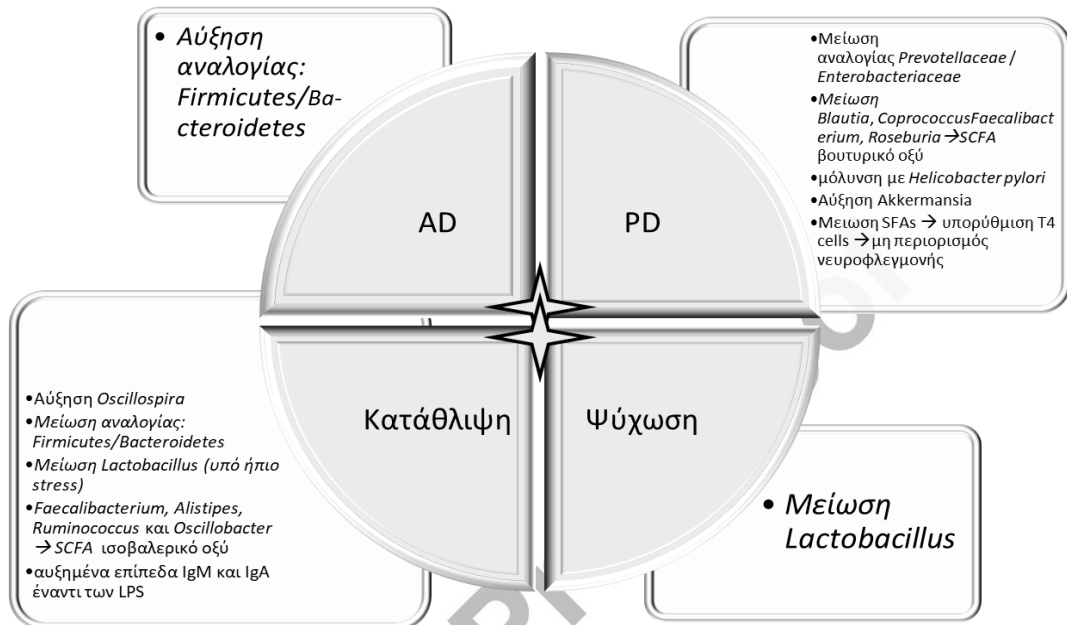 • Αύξηση
αναλογίας:
Firmicutes/Ba-
cteroidetes
•Μείωση
αναλογίας Prevotellaceae /
Enterobacteriaceae
•Μείωση
Blautia, CoprococcusFaecalibact
erium, Roseburia →SCFA
βουτυρικό οξύ
•μόλυνση με Helicobacter pylori
•Αύξηση Akkermansia
•Μειωση SFAs → υπορύθμιση T4
cells →μη περιορισμός
νευροφλεγμονής
AD
PD
Κατάθλιψη
Ψύχωση
•Αύξηση Oscillospira
•Μείωση αναλογίας:
Firmicutes/Bacteroidetes
•Μείωση Lactobacillus (υπό ήπιο
stress)
•Faecalibacterium, Alistipes,
Ruminococcus και Oscillobacter
→ SCFA ισοβαλερικό οξύ
•αυξημένα επίπεδα IgM και IgA
έναντι των LPS
• Μείωση
Lactobacillus